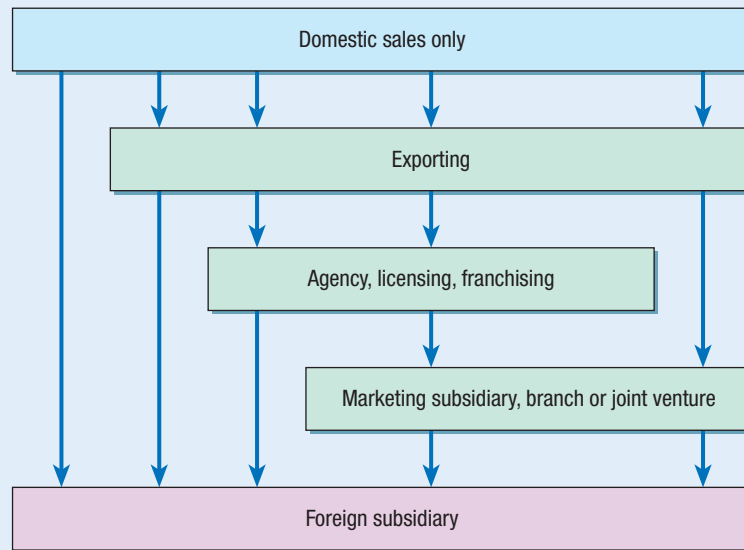 Domestic sales only
Exporting
Agency, licensing, franchising
Marketing subsidiary, branch or joint venture
Foreign subsidiary